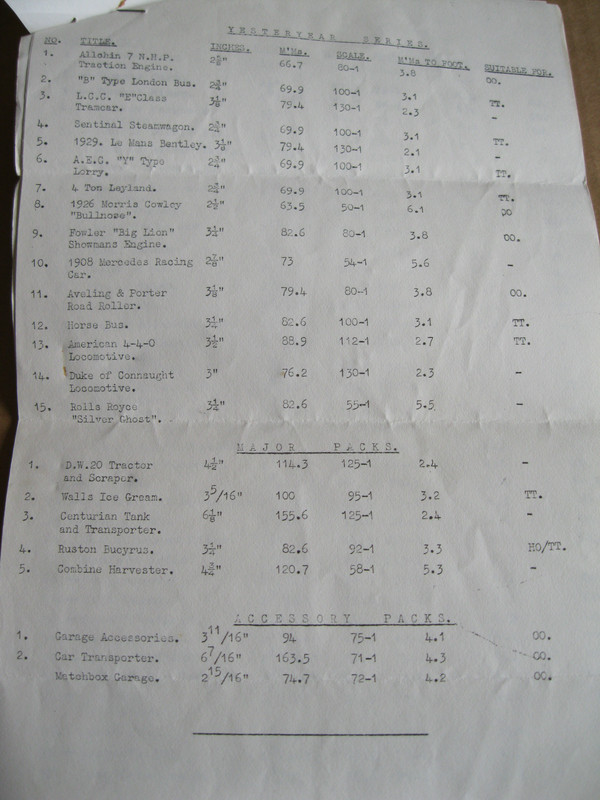 YESTERYEAR SERIES.
NO. TITLE. INCHES. M'Ms. SCALE. M'Ms TO FOOT. SUITABLE FOR.
1. Allchin 7 N.H.P. 2⅝" 66.7 80-1 3.8 OO.
Traction Engine.
2. "B" Type London Bus. 2¾" 69.9 100-1 3.1 TT.
3. L.C.C. "E"Class 3⅛" 79.4 130-1 2.3 -
Tramcar.
4. Sentinal Steamwagon. 2¾" 69.9 100-1 3.1 TT.
5. 1929. Le Mans Bentley. 3⅛" 79.4 130-1 2.1 -
6. A.E.C. "Y" Type 2¾" 69.9 100-1 3.1 TT.
Lorry.
7. 4 Ton Leyland. 2¾" 69.9 100-1 3.1 TT.
8. 1926 Morris Cowley 2½" 63.5 50-1 6.1
"Bullnose".
9. Fowler "Big Lion" 3¼" 82.6 80-1 3.8 OO.
Showmans Engine.
10. 1908 Mercedes Racing 2⅞" 73 54-1 5.6 -
Car.
11. Aveling & Porter 3⅛" 79.4 80-1 3.8 OO.
Road Roller.
12. Horse Bus. 3¼" 82.6 100-1 3.1 TT.
13. American 4-4-0 3½" 88.9 112-1 2.7 TT.
Locomotive.
14. Duke of Connaught 3" 76.2 130-1 2.3 -
Locomotive.
15. Rolls Royce 3¼" 82.6 55-1 5.5 -
"Silver Ghost".
MAJOR PACKS.
1. D.W.20 Tractor 4½" 114.3 125-1 2.4 -
and Scraper.
2. Walls Ice Cream. 3⁵/16" 100 95-1 3.2 TT.
3. Centurian Tank 6⅛" 155.6 125-1 2.4 -
and Transporter.
4. Ruston Bucyrus. 3¼" 82.6 92-1 3.3 HO/TT.
5. Combine Harvester. 4¾" 120.7 58-1 5.3 -
ACCESSORY PACKS.
1. Garage Accessories. 3¹¹/16" 94 75-1 4.1 OO.
2. Car Transporter. 6⁷/16" 163.5 71-1 4.3 OO.
Matchbox Garage. 2¹⁵/16" 74.7 72-1 4.2 OO.